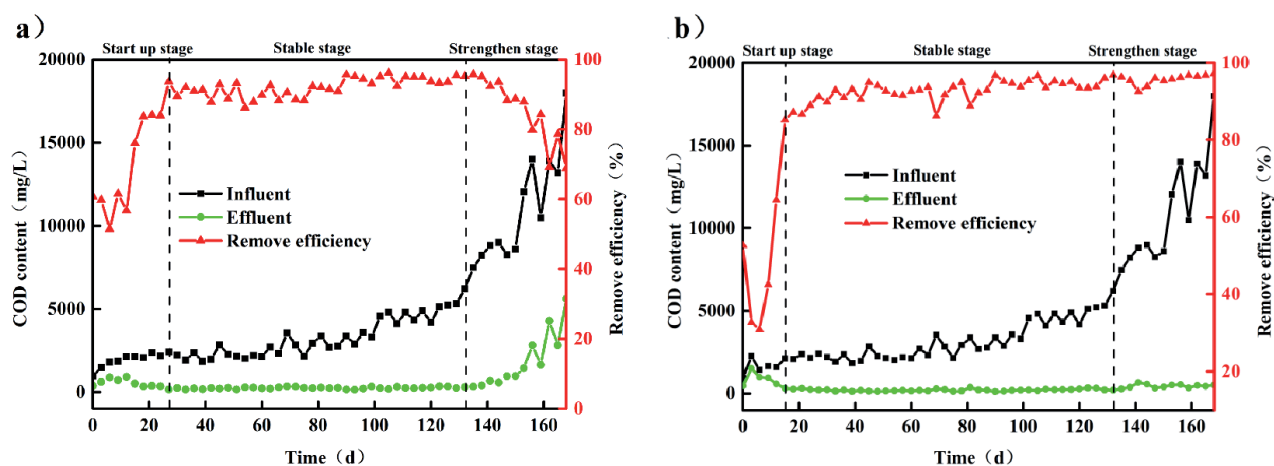 a）
Start up stage Stable stage Strengthen stage
20000
15000
10000
5000
0
COD content（mg/L）
100
80
60
40
20
0
Remove efficiency（%）
Influent
Effluent
Remove efficiency
0 20 40 60 80 100 120 140 160
Time（d）
b）
Start up stage Stable stage Strengthen stage
20000
15000
10000
5000
0
COD content（mg/L）
100
80
60
40
20
Remove efficiency（%）
Influent
Effluent
Remove efficiency
0 20 40 60 80 100 120 140 160
Time（d）